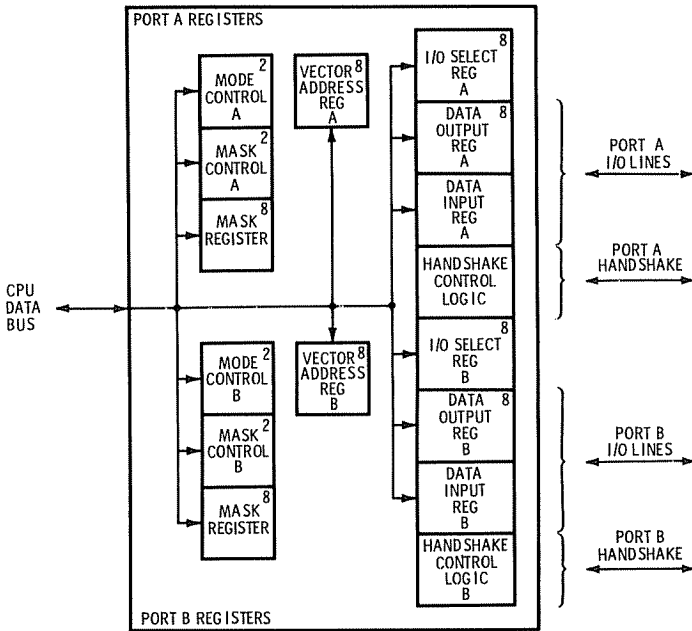 PORT A REGISTERS
2
MODE
CONTROL
A
2
MASK
CONTROL
A
8
MASK
REGISTER
VECTOR 8
ADDRESS
REG
A
8
I/O SELECT
REG
A
DATA 8
OUTPUT
REG
A
DATA
INPUT
REG
A
HANDSHAKE
CONTROL
LOGIC
PORT A
I/O LINES
PORT A
HANDSHAKE
CPU
DATA
BUS
2
MODE
CONTROL
B
2
MASK
CONTROL
B
8
MASK
REGISTER
VECTOR 8
ADDRESS
REG
B
8
I/O SELECT
REG
B
DATA 8
OUTPUT
REG
B
DATA
INPUT
REG
B
HANDSHAKE
CONTROL
LOGIC
B
PORT B
I/O LINES
PORT B
HANDSHAKE
PORT B REGISTERS